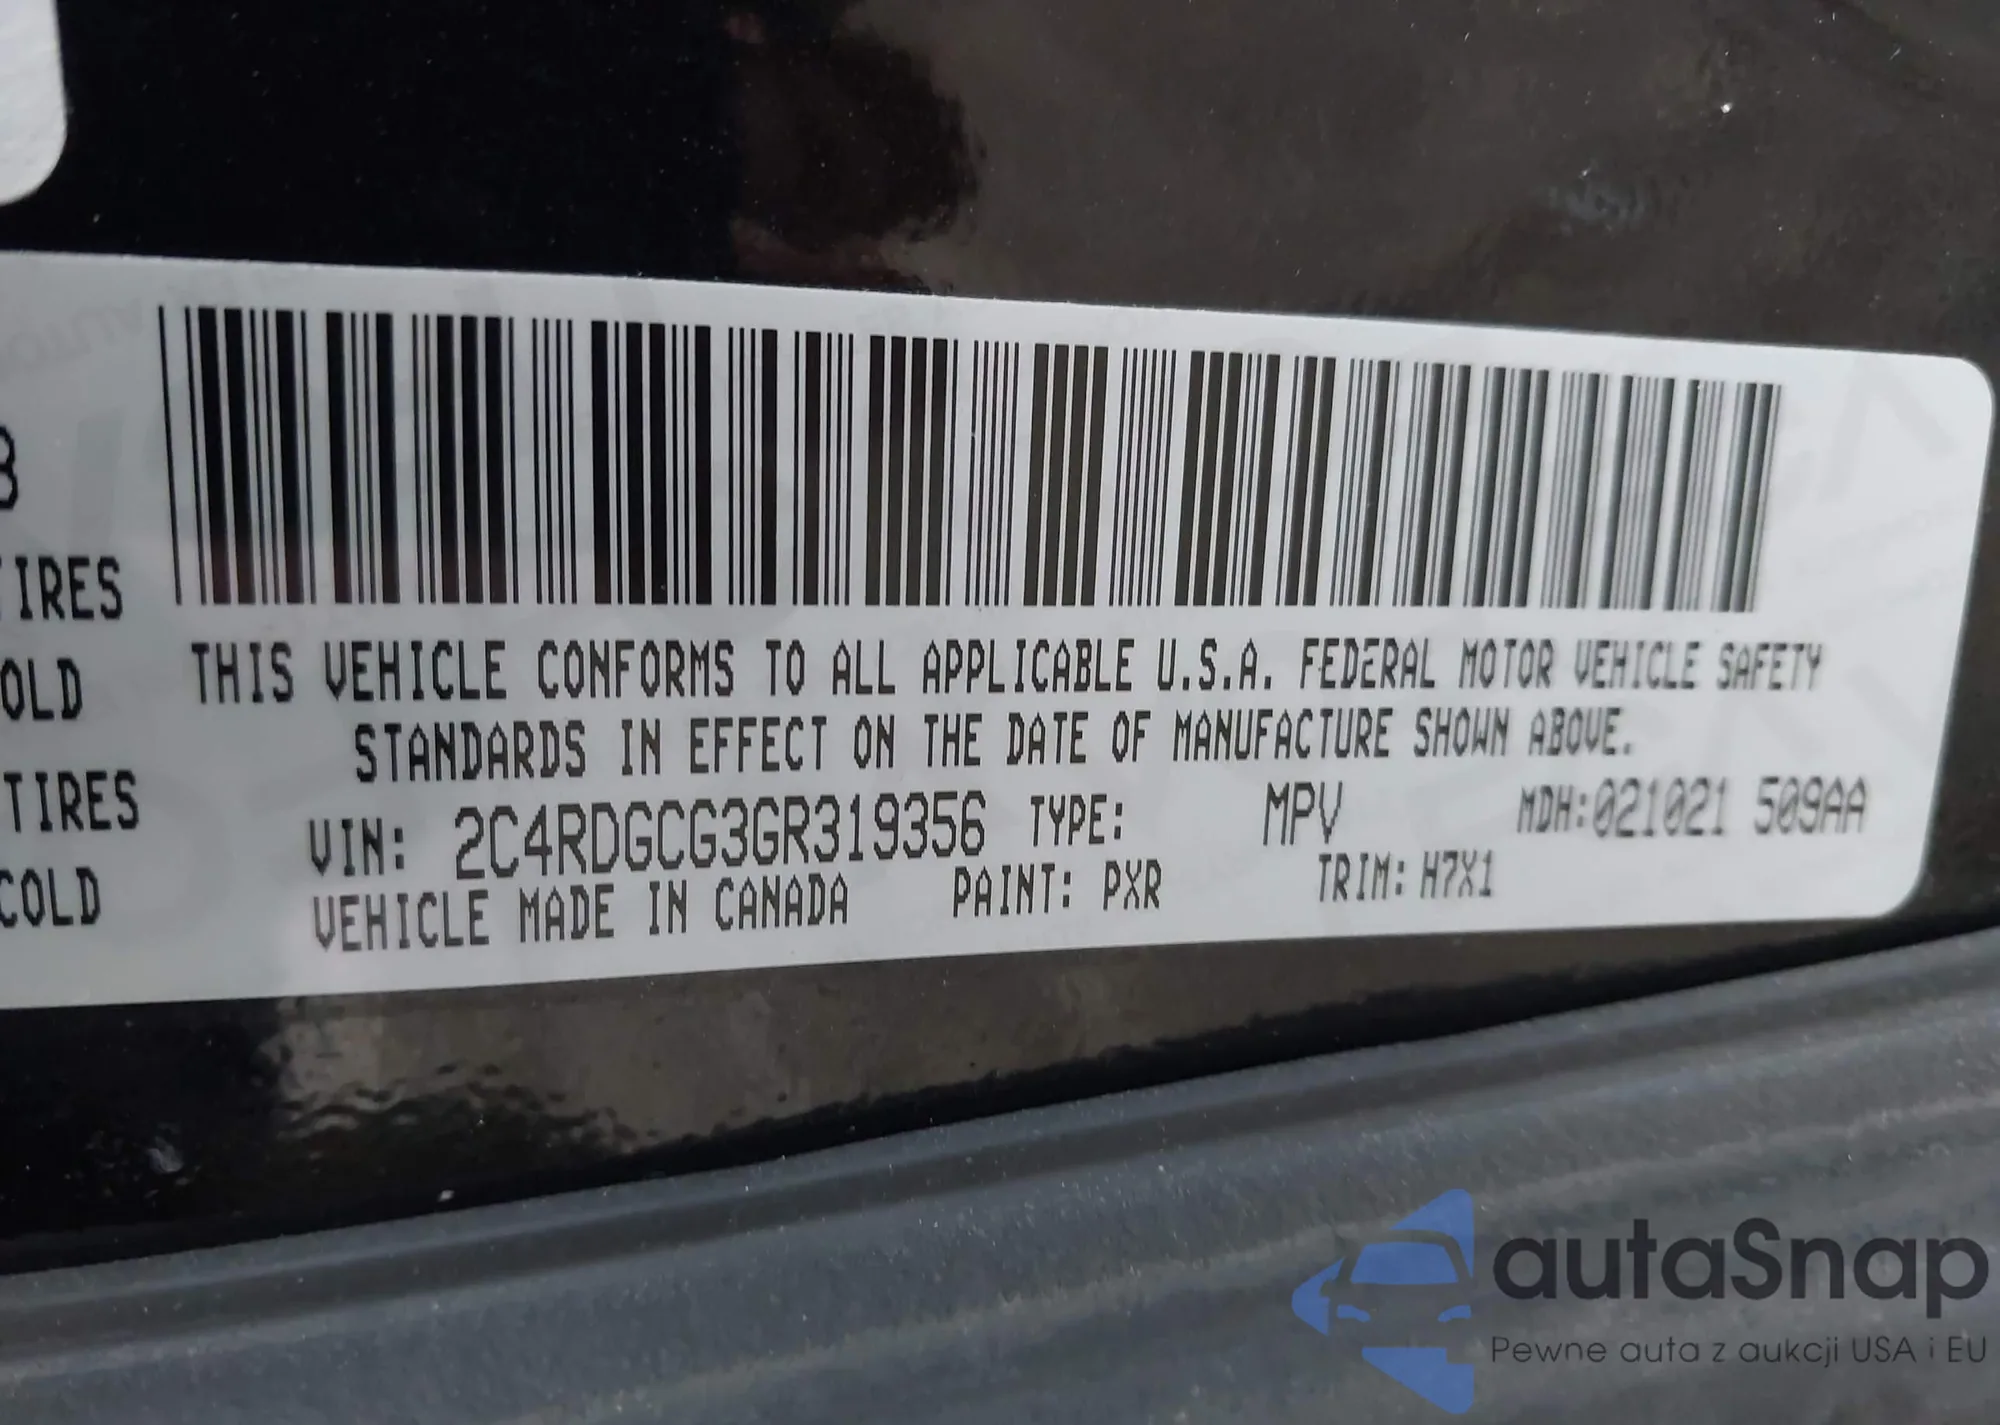 8
TIRES
COLD
TIRES
COLD
THIS VEHICLE CONFORMS TO ALL APPLICABLE U.S.A. FEDERAL MOTOR VEHICLE SAFETY
STANDARDS IN EFFECT ON THE DATE OF MANUFACTURE SHOWN ABOVE.
VIN: 2C4RDGCG3GR319356 TYPE: MPV MDH:021021 509AA
VEHICLE MADE IN CANADA PAINT: PXR TRIM: H7X1
autaSnap
Pewne auta z aukcji USA i EU